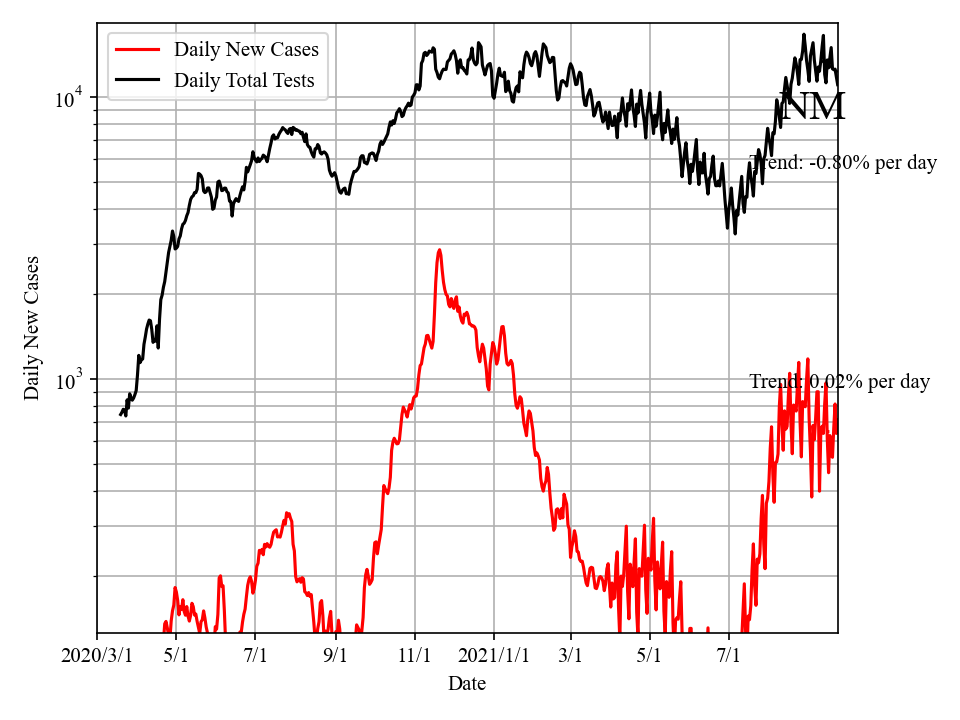 Daily New Cases
Daily Total Tests
10^4
NM
Trend: -0.80% per day
Daily New Cases
10^3
Trend: 0.02% per day
2020/3/1 5/1 7/1 9/1 11/1 2021/1/1 3/1 5/1 7/1
Date